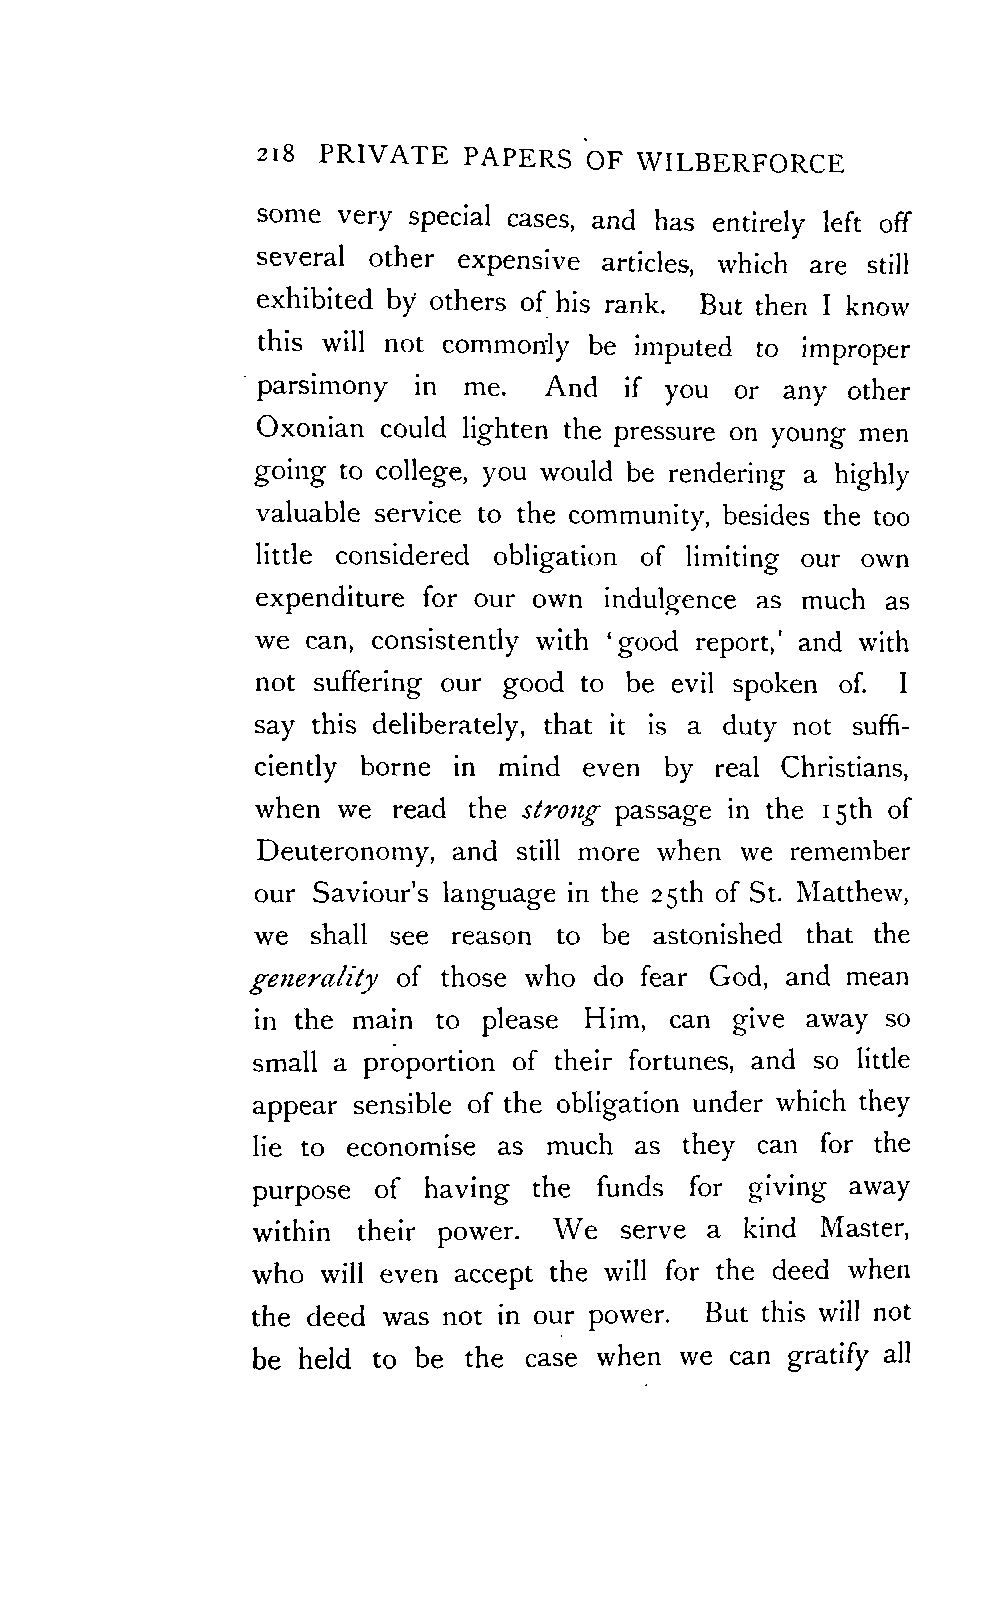 218 PRIVATE PAPERS OF WILBERFORCE
some very special cases, and has entirely left off
several other expensive articles, which are still
exhibited by others of his rank. But then I know
this will not commonly be imputed to improper
parsimony in me. And if you or any other
Oxonian could lighten the pressure on young men
going to college, you would be rendering a highly
valuable service to the community, besides the too
little considered obligation of limiting our own
expenditure for our own indulgence as much as
we can, consistently with ‘good report,’ and with
not suffering our good to be evil spoken of. I
say this deliberately, that it is a duty not suffi-
ciently borne in mind even by real Christians,
when we read the strong passage in the 15th of
Deuteronomy, and still more when we remember
our Saviour's language in the 25th of St. Matthew,
we shall see reason to be astonished that the
generality of those who do fear God, and mean
in the main to please Him, can give away so
small a proportion of their fortunes, and so little
appear sensible of the obligation under which they
lie to economise as much as they can for the
purpose of having the funds for giving away
within their power. We serve a kind Master,
who will even accept the will for the deed when
the deed was not in our power. But this will not
be held to be the case when we can gratify all